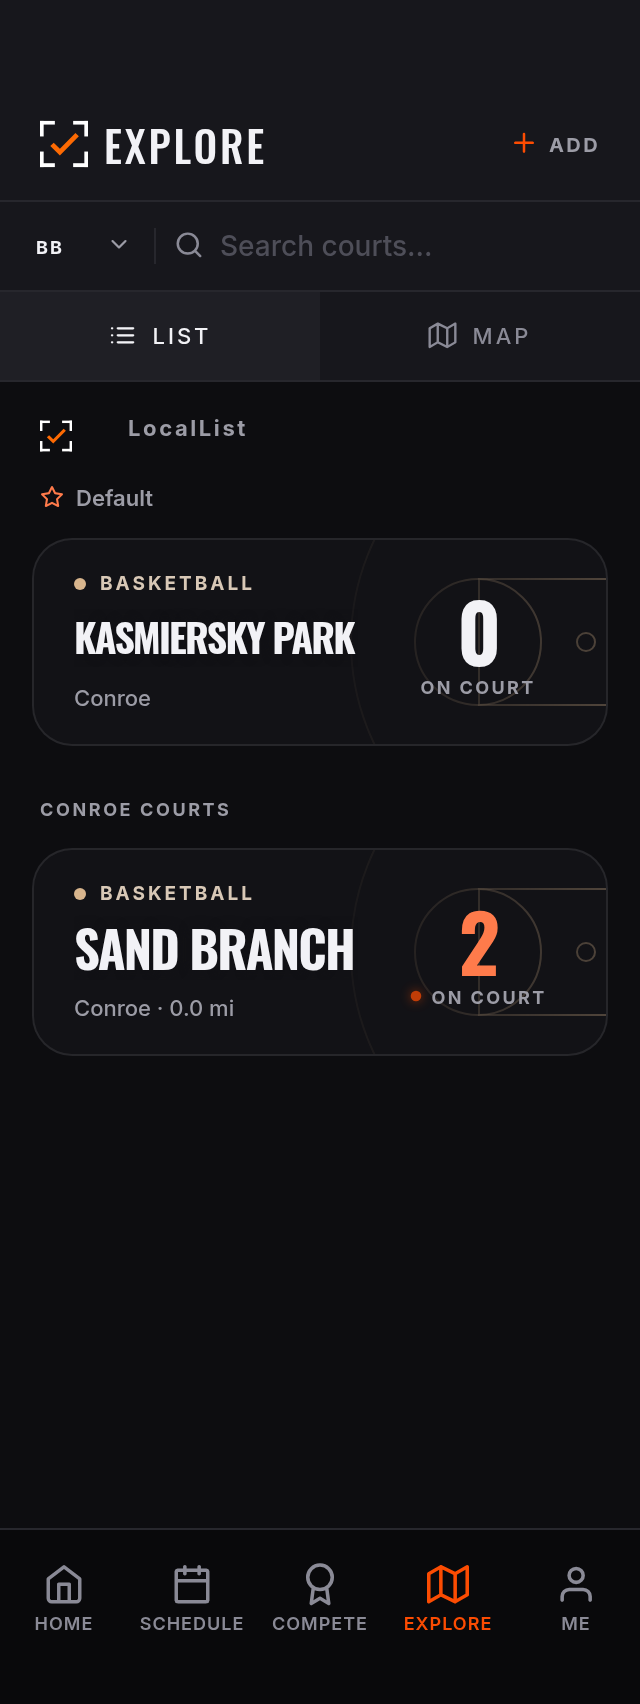 EXPLORE
ADD
BB
Search courts...
LIST
MAP
LocalList
Default
BASKETBALL
KASMIERSKY PARK
Conroe
0
ON COURT
CONROE COURTS
BASKETBALL
SAND BRANCH
Conroe · 0.0 mi
2
ON COURT
HOME
SCHEDULE
COMPETE
EXPLORE
ME